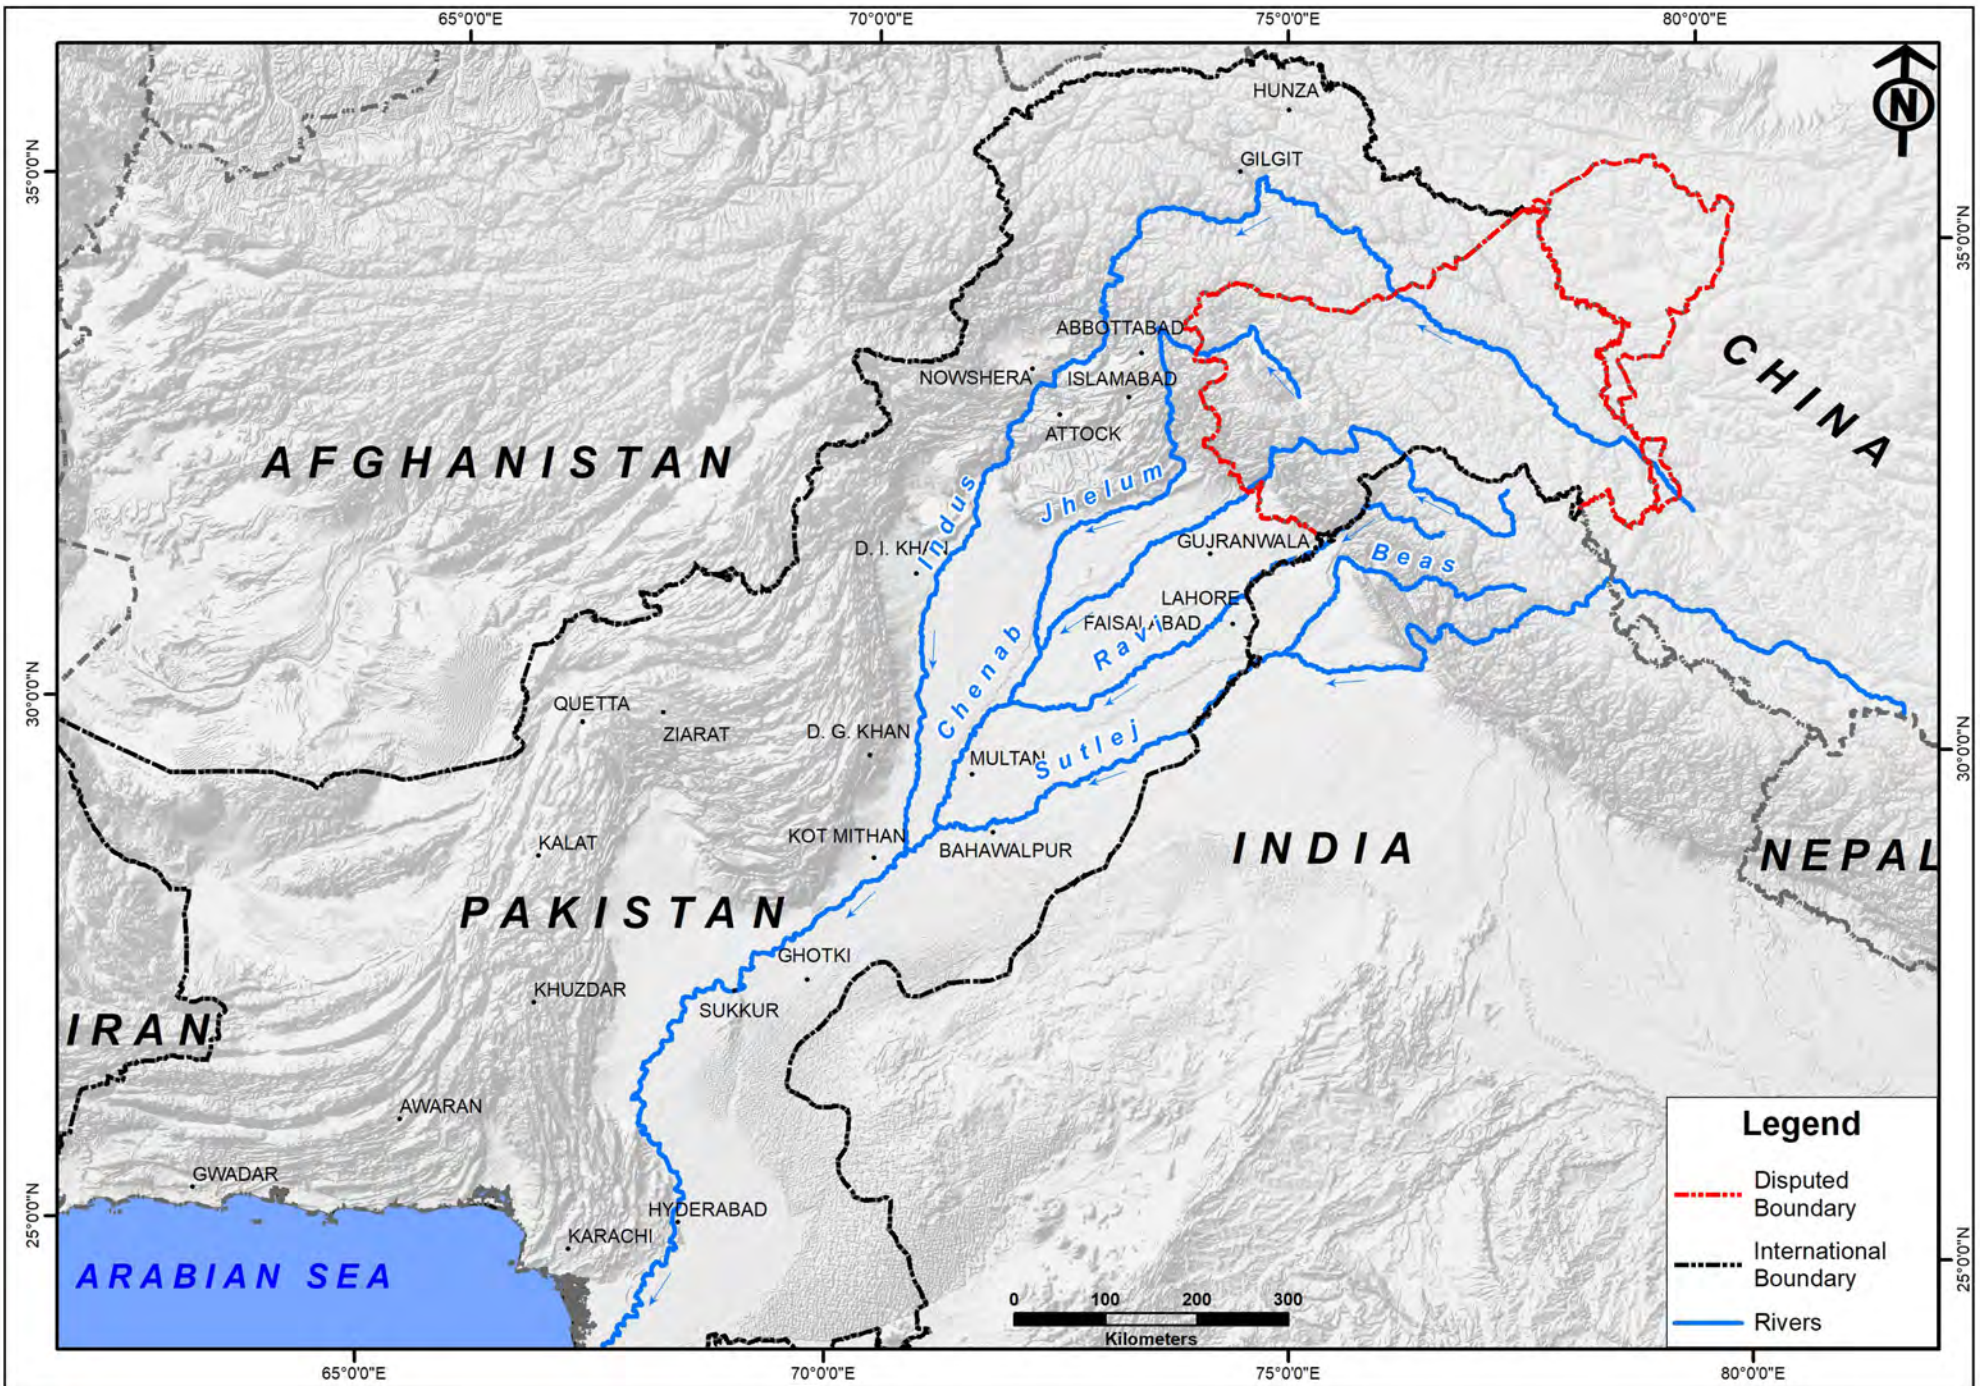 65°0'0"E
70°0'0"E
75°0'0"E
80°0'0"E
N
HUNZA
GILGIT
35°0'0"N
35°0'0"N
ABBOTTABAD
NOWSHERA
ISLAMABAD
ATTOCK
CHINA
AFGHANISTAN
Indus
Jhelum
D. I. KHAN
GUJRANWALA
Beas
LAHORE
FAISALABAD
Chenab
Ravi
30°0'0"N
30°0'0"N
QUETTA
ZIARAT
D. G. KHAN
MULTAN
Sutlej
KALAT
KOT MITHAN
BAHAWALPUR
INDIA
NEPAL
PAKISTAN
GHOTKI
KHUZDAR
SUKKUR
IRAN
AWARAN
GWADAR
HYDERABAD
KARACHI
25°0'0"N
25°0'0"N
ARABIAN SEA
0 100 200 300
Kilometers
Legend
Disputed
Boundary
International
Boundary
Rivers
65°0'0"E
70°0'0"E
75°0'0"E
80°0'0"E